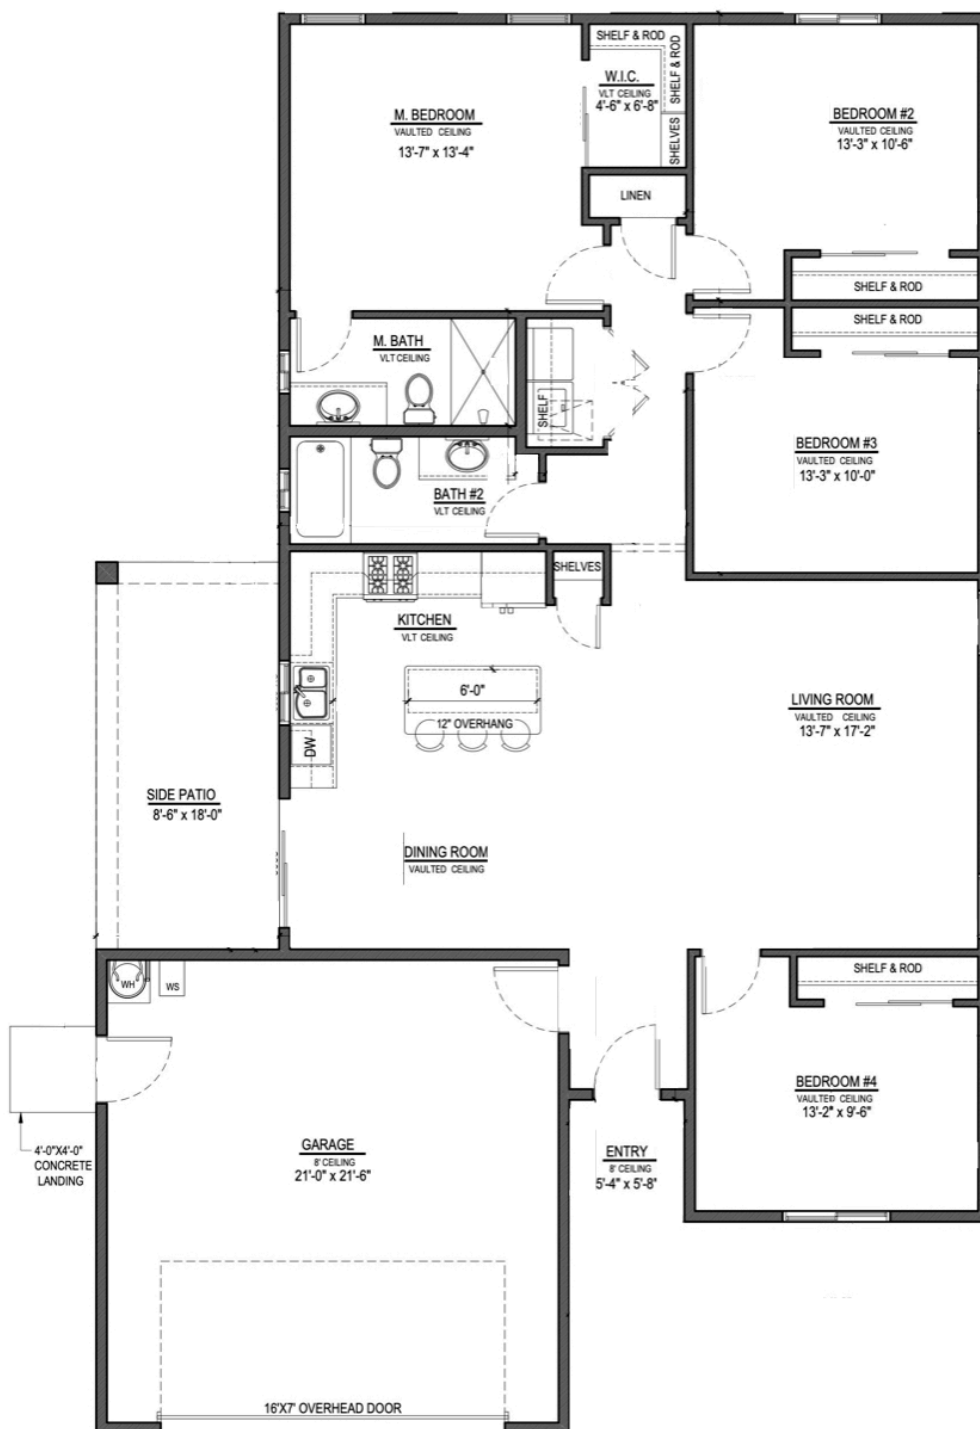 SHELF & ROD
SHELF & ROD
W.I.C.
VLT CEILING
4'-6" x 6'-8"
SHELVES
M. BEDROOM
VAULTED CEILING
13'-7" x 13'-4"
BEDROOM #2
VAULTED CEILING
13'-3" x 10'-6"
LINEN
SHELF & ROD
SHELF & ROD
M. BATH
VLT CEILING
SHELF
BEDROOM #3
VAULTED CEILING
13'-3" x 10'-0"
BATH #2
VLT CEILING
SHELVES
KITCHEN
VLT CEILING
6'-0"
12" OVERHANG
DW
LIVING ROOM
VAULTED CEILING
13'-7" x 17'-2"
SIDE PATIO
8'-6" x 18'-0"
DINING ROOM
VAULTED CEILING
WH
WS
SHELF & ROD
BEDROOM #4
VAULTED CEILING
13'-2" x 9'-6"
4'-0"X4'-0"
CONCRETE
LANDING
GARAGE
8' CEILING
21'-0" x 21'-6"
ENTRY
8' CEILING
5'-4" x 5'-8"
16'X7' OVERHEAD DOOR